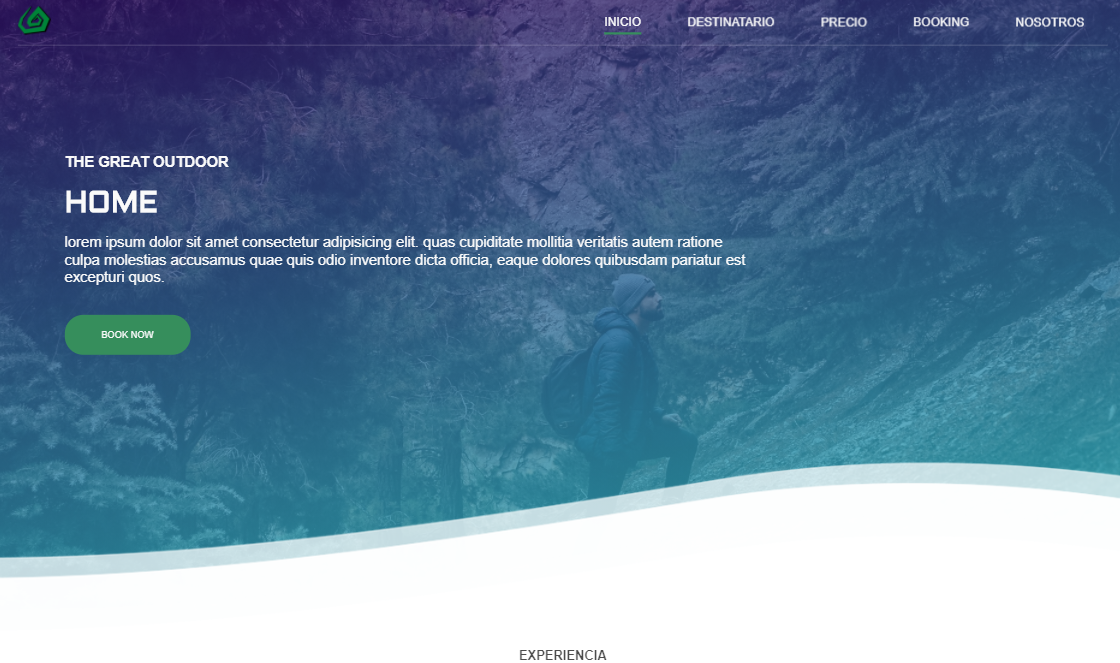 INICIO DESTINATARIO PRECIO BOOKING NOSOTROS
THE GREAT OUTDOOR
HOME
lorem ipsum dolor sit amet consectetur adipisicing elit. quas cupiditate mollitia veritatis autem ratione
culpa molestias accusamus quae quis odio inventore dicta officia, eaque dolores quibusdam pariatur est
excepturi quos.
BOOK NOW
EXPERIENCIA